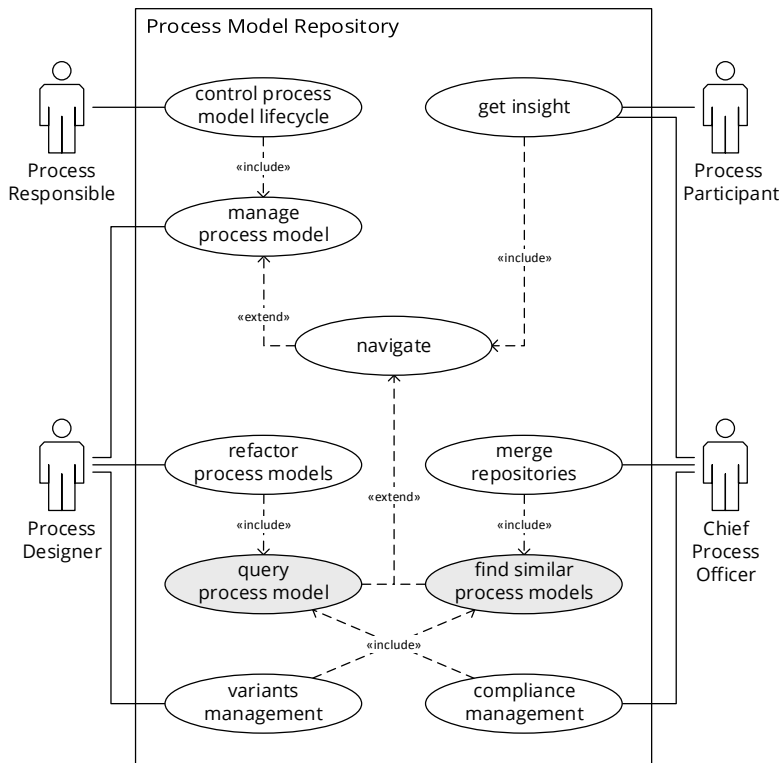 Process Model Repository
control process
model lifecycle
get insight
Process
Responsible
Process
Participant
«include»
manage
process model
«include»
«extend»
navigate
refactor
process models
merge
repositories
«extend»
Process
Designer
Chief
Process
Officer
«include»
«include»
query
process model
find similar
process models
«include»
variants
management
compliance
management